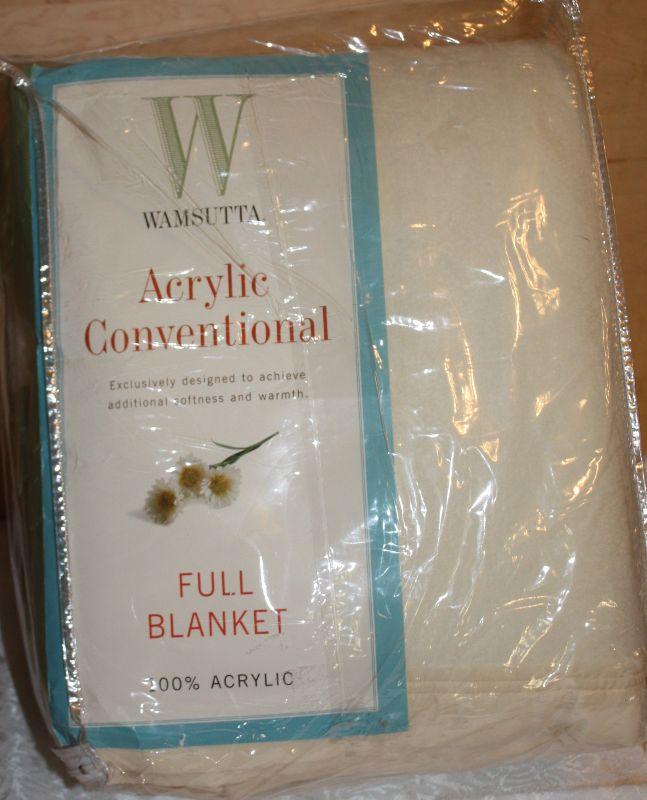 W
WAMSUTTA
Acrylic
Conventional
Exclusively designed to achieve
additional softness and warmth.
FULL
BLANKET
100% ACRYLIC